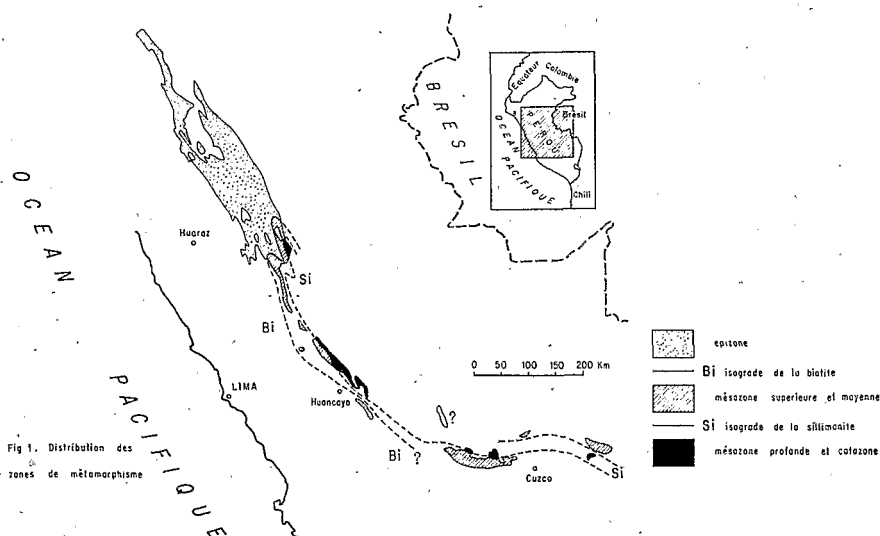 BRESIL
Equateur
Colombie
Brésil
PEROU
OCEAN PACIFIQUE
Chili
OCEAN
PACIFIQUE
Huaraz
Si
Bi
LIMA
Huancayo
0 50 100 150 200 Km
?
Bi ?
Cuzco
Si
epizone
Bi isograde de la biotite
mésozone superieure et moyenne
Si isograde de la sillimanite
mésozone profonde et catazone
Fig 1. Distribution des
zones de métamorphisme